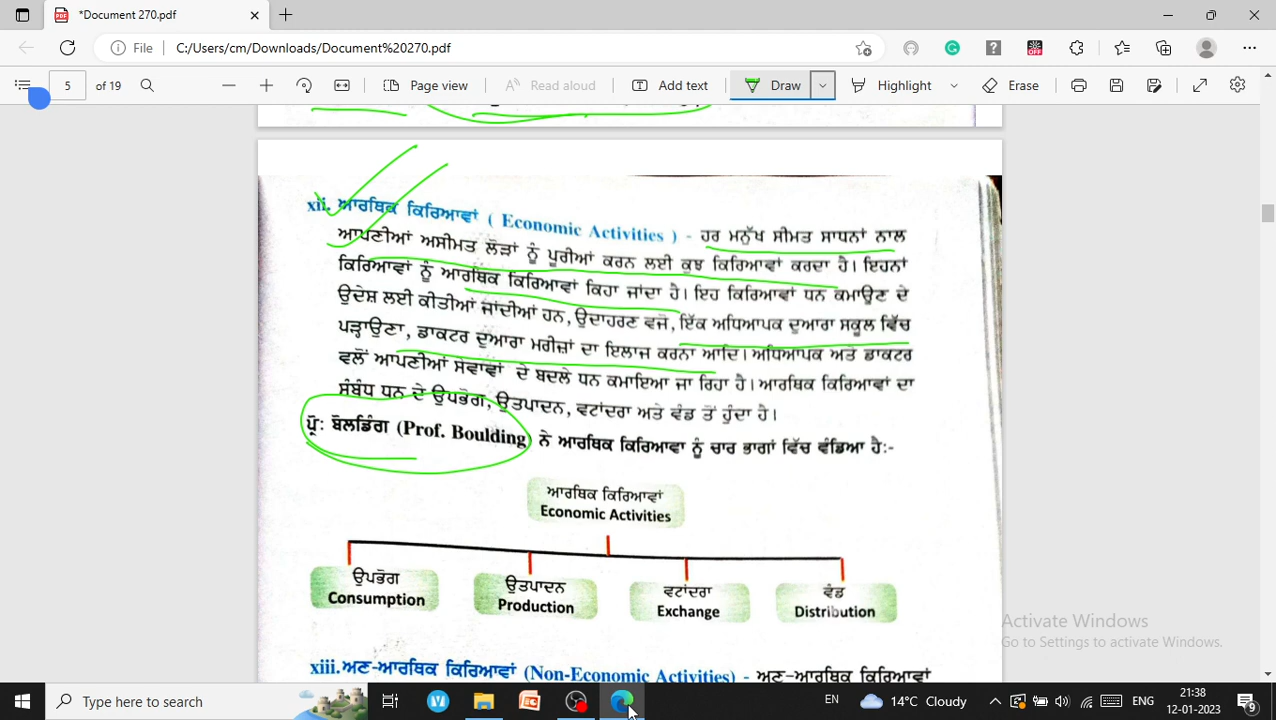 *Document 270.pdf
File C:/Users/cm/Downloads/Document%20270.pdf
5 of 19 Page view Read aloud Add text Draw Highlight Erase
xii. ਆਰਥਿਕ ਕਿਰਿਆਵਾਂ ( Economic Activities ) - ਹਰ ਮਨੁੱਖ ਸੀਮਤ ਸਾਧਨਾਂ ਨਾਲ
ਆਪਣੀਆਂ ਅਸੀਮਤ ਲੋੜਾਂ ਨੂੰ ਪੂਰੀਆਂ ਕਰਨ ਲਈ ਕੁਝ ਕਿਰਿਆਵਾਂ ਕਰਦਾ ਹੈ। ਇਹਨਾਂ
ਕਿਰਿਆਵਾਂ ਨੂੰ ਆਰਥਿਕ ਕਿਰਿਆਵਾਂ ਕਿਹਾ ਜਾਂਦਾ ਹੈ। ਇਹ ਕਿਰਿਆਵਾਂ ਧਨ ਕਮਾਉਣ ਦੇ
ਉਦੇਸ਼ ਲਈ ਕੀਤੀਆਂ ਜਾਂਦੀਆਂ ਹਨ, ਉਦਾਹਰਣ ਵਜੋਂ, ਇੱਕ ਅਧਿਆਪਕ ਦੁਆਰਾ ਸਕੂਲ ਵਿੱਚ
ਪੜ੍ਹਾਉਣਾ, ਡਾਕਟਰ ਦੁਆਰਾ ਮਰੀਜ਼ਾਂ ਦਾ ਇਲਾਜ ਕਰਨਾ ਆਦਿ। ਅਧਿਆਪਕ ਅਤੇ ਡਾਕਟਰ
ਵਲੋਂ ਆਪਣੀਆਂ ਸੇਵਾਵਾਂ ਦੇ ਬਦਲੇ ਧਨ ਕਮਾਇਆ ਜਾ ਰਿਹਾ ਹੈ। ਆਰਥਿਕ ਕਿਰਿਆਵਾਂ ਦਾ
ਸੰਬੰਧ ਧਨ ਦੇ ਉਪਭੋਗ, ਉਤਪਾਦਨ, ਵਟਾਂਦਰਾ ਅਤੇ ਵੰਡ ਤੋਂ ਹੁੰਦਾ ਹੈ।
ਪ੍ਰੋ: ਬੋਲਡਿੰਗ (Prof. Boulding) ਨੇ ਆਰਥਿਕ ਕਿਰਿਆਵਾ ਨੂੰ ਚਾਰ ਭਾਗਾਂ ਵਿੱਚ ਵੰਡਿਆ ਹੈ:-
ਆਰਥਿਕ ਕਿਰਿਆਵਾਂ
Economic Activities
ਉਪਭੋਗ ਉਤਪਾਦਨ ਵਟਾਂਦਰਾ ਵੰਡ
Consumption Production Exchange Distribution
Activate Windows
Go to Settings to activate Windows.
xiii. ਅਣ-ਆਰਥਿਕ ਕਿਰਿਆਵਾਂ (Non-Economic Activities) - ਅਣ-ਆਰਥਿਕ ਕਿਰਿਆਵਾਂ
Type here to search EN 14°C Cloudy ENG 21:38
12-01-2023 9